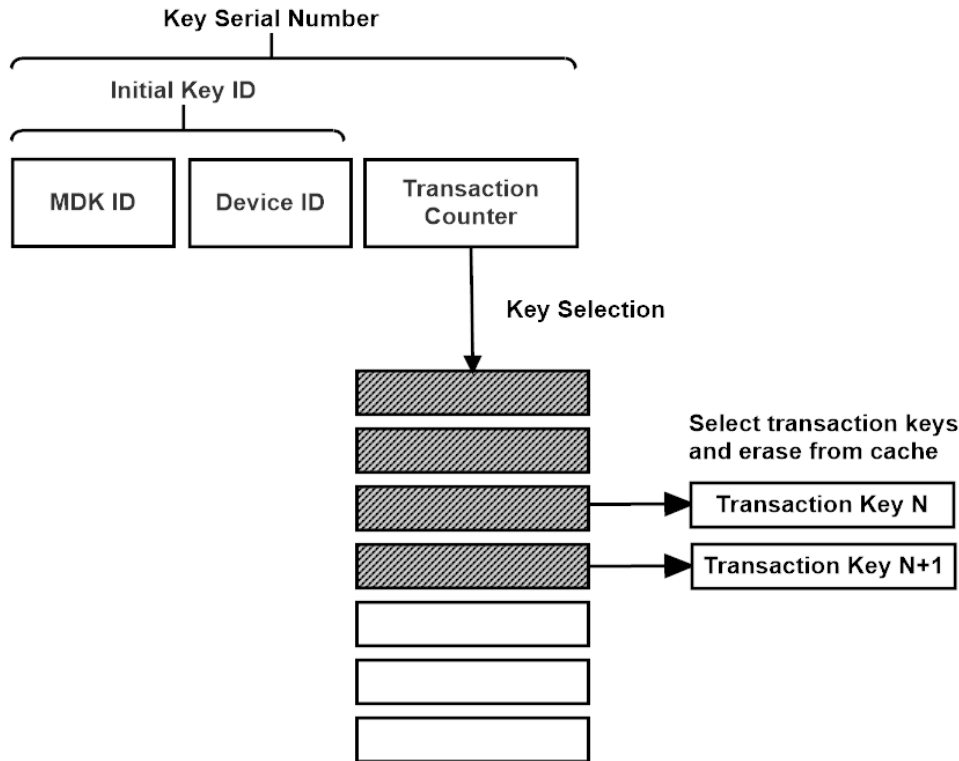 Key Serial Number
Initial Key ID
MDK ID
Device ID
Transaction
Counter
Key Selection
Select transaction keys
and erase from cache
Transaction Key N
Transaction Key N+1